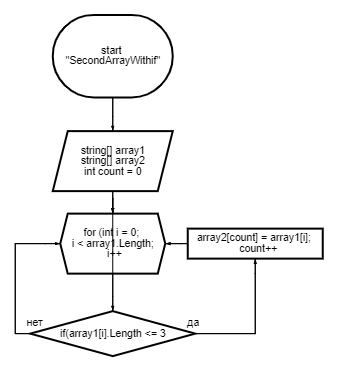 start
"SecondArrayWithif"
string[] array1
string[] array2
int count = 0
for (int i = 0;
i < array1.Length;
i++
array2[count] = array1[i];
count++
нет
if(array1[i].Length <= 3
да